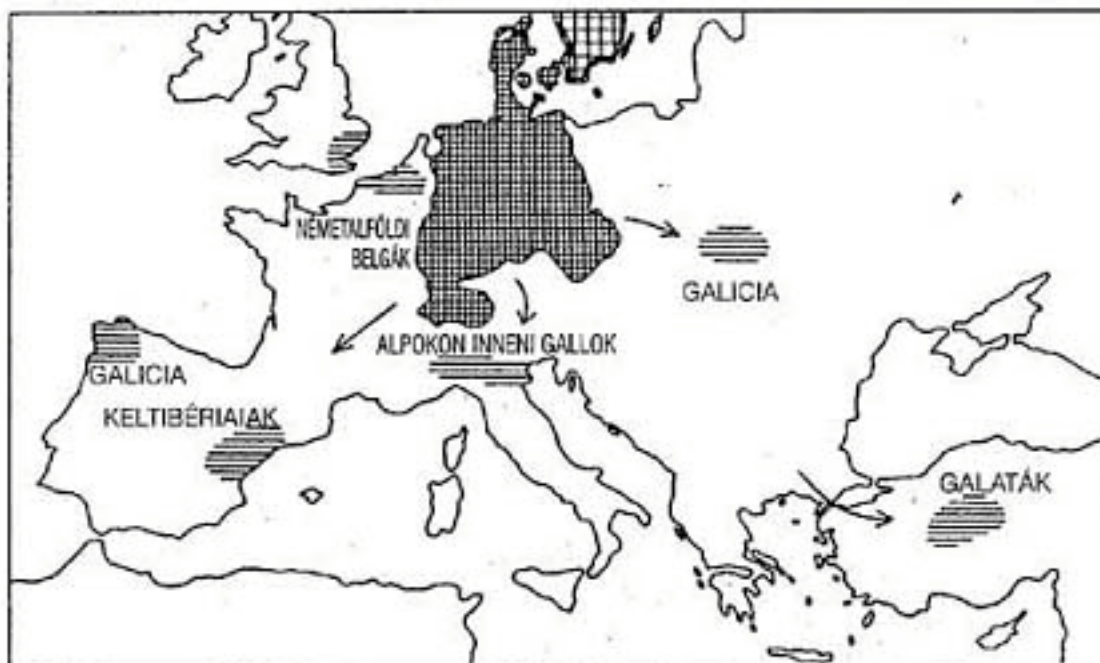 NÉMETALFÖLDI
BELGÁK
GALICIA
ALPOKON INNENI GALLOK
GALICIA
KELTIBÉRIAIAK
GALATÁK